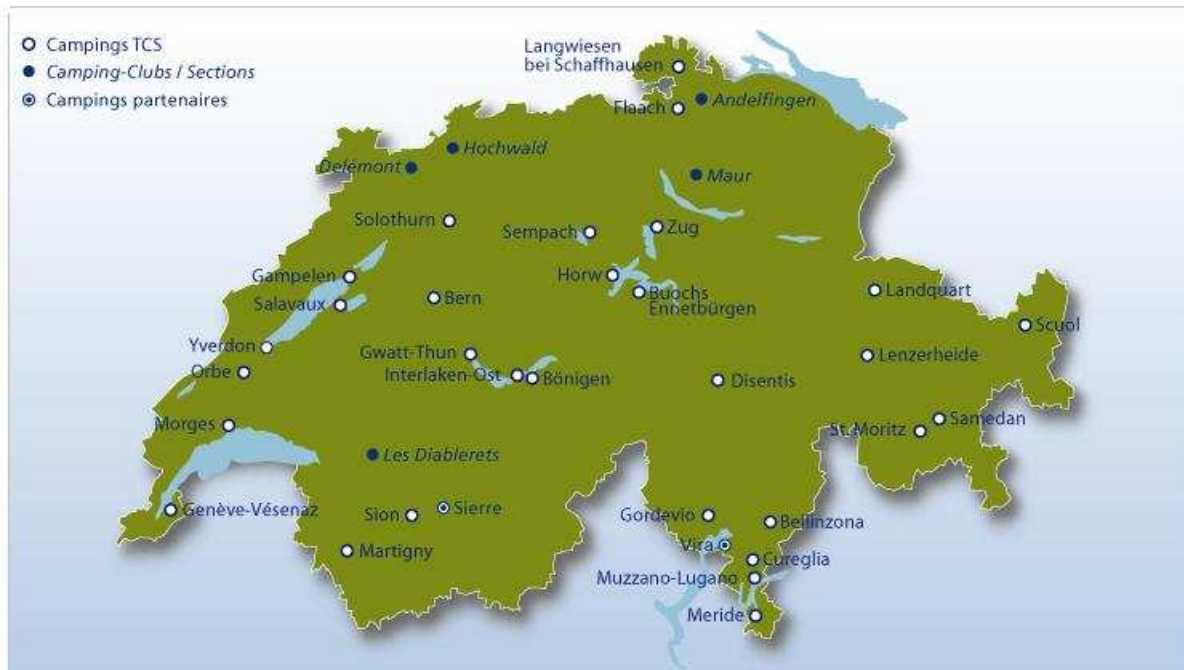 Campings TCS
Camping-Clubs / Sections
Campings partenaires
Langwiesen
bei Schaffhausen
Andelfingen
Flaach
Hochwald
Delémont
Maur
Solothurn
Sempach
Zug
Gampelen
Horw
Salavaux
Bern
Buochs
Ennetbürgen
Landquart
Scuol
Yverdon
Gwatt-Thun
Lenzerheide
Orbe
Interlaken-Ost
Bönigen
Disentis
Morges
St. Moritz
Samedan
Les Diablerets
Genève-Vésenaz
Sion
Sierre
Gordevio
Bellinzona
Martigny
Vira
Cureglia
Muzzano-Lugano
Meride